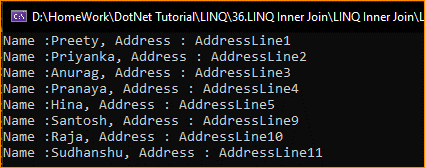 D:\HomeWork\DotNet Tutorial\LINQ\36.LINQ Inner Join\LINQ Inner Join\L
Name :Preety, Address : AddressLine1
Name :Priyanka, Address : AddressLine2
Name :Anurag, Address : AddressLine3
Name :Pranaya, Address : AddressLine4
Name :Hina, Address : AddressLine5
Name :Santosh, Address : AddressLine9
Name :Raja, Address : AddressLine10
Name :Sudhanshu, Address : AddressLine11